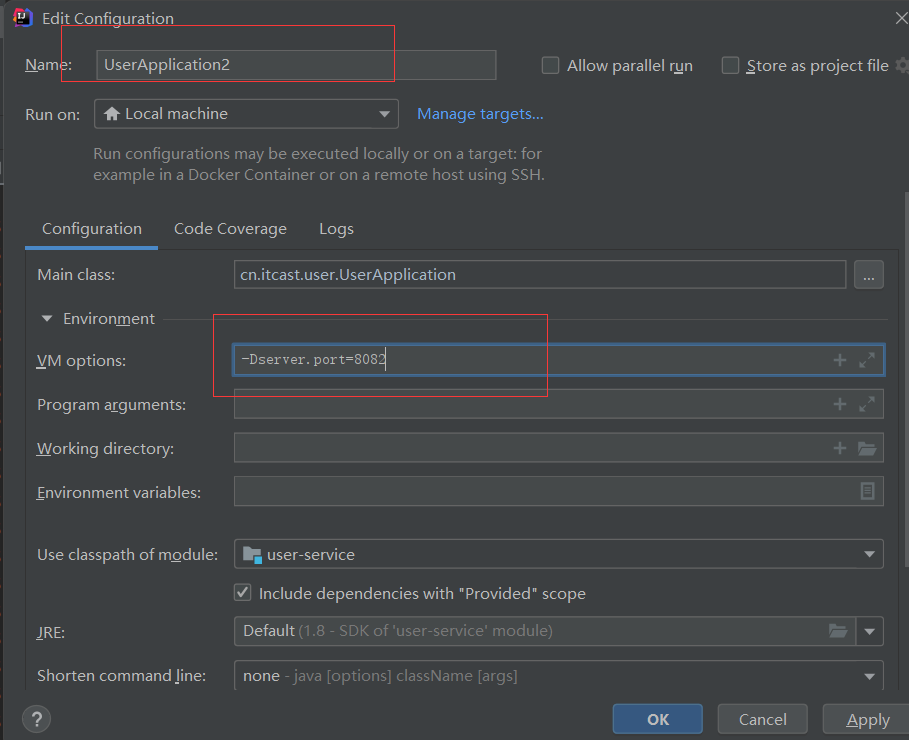 Edit Configuration
Name: UserApplication2 Allow parallel run Store as project file
Run on: Local machine Manage targets...
Run configurations may be executed locally or on a target: for
example in a Docker Container or on a remote host using SSH.
Configuration Code Coverage Logs
Main class: cn.itcast.user.UserApplication ...
Environment
VM options: -Dserver.port=8082
Program arguments:
Working directory:
Environment variables:
Use classpath of module: user-service
Include dependencies with "Provided" scope
JRE: Default (1.8 - SDK of 'user-service' module)
Shorten command line: none - java [options] className [args]
? OK Cancel Apply